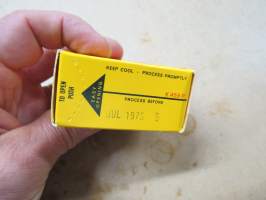 KEEP COOL - PROCESS PROMPTLY
TO OPEN
PUSH
EASY
OPENING
PROCESS BEFORE
JUL 1975